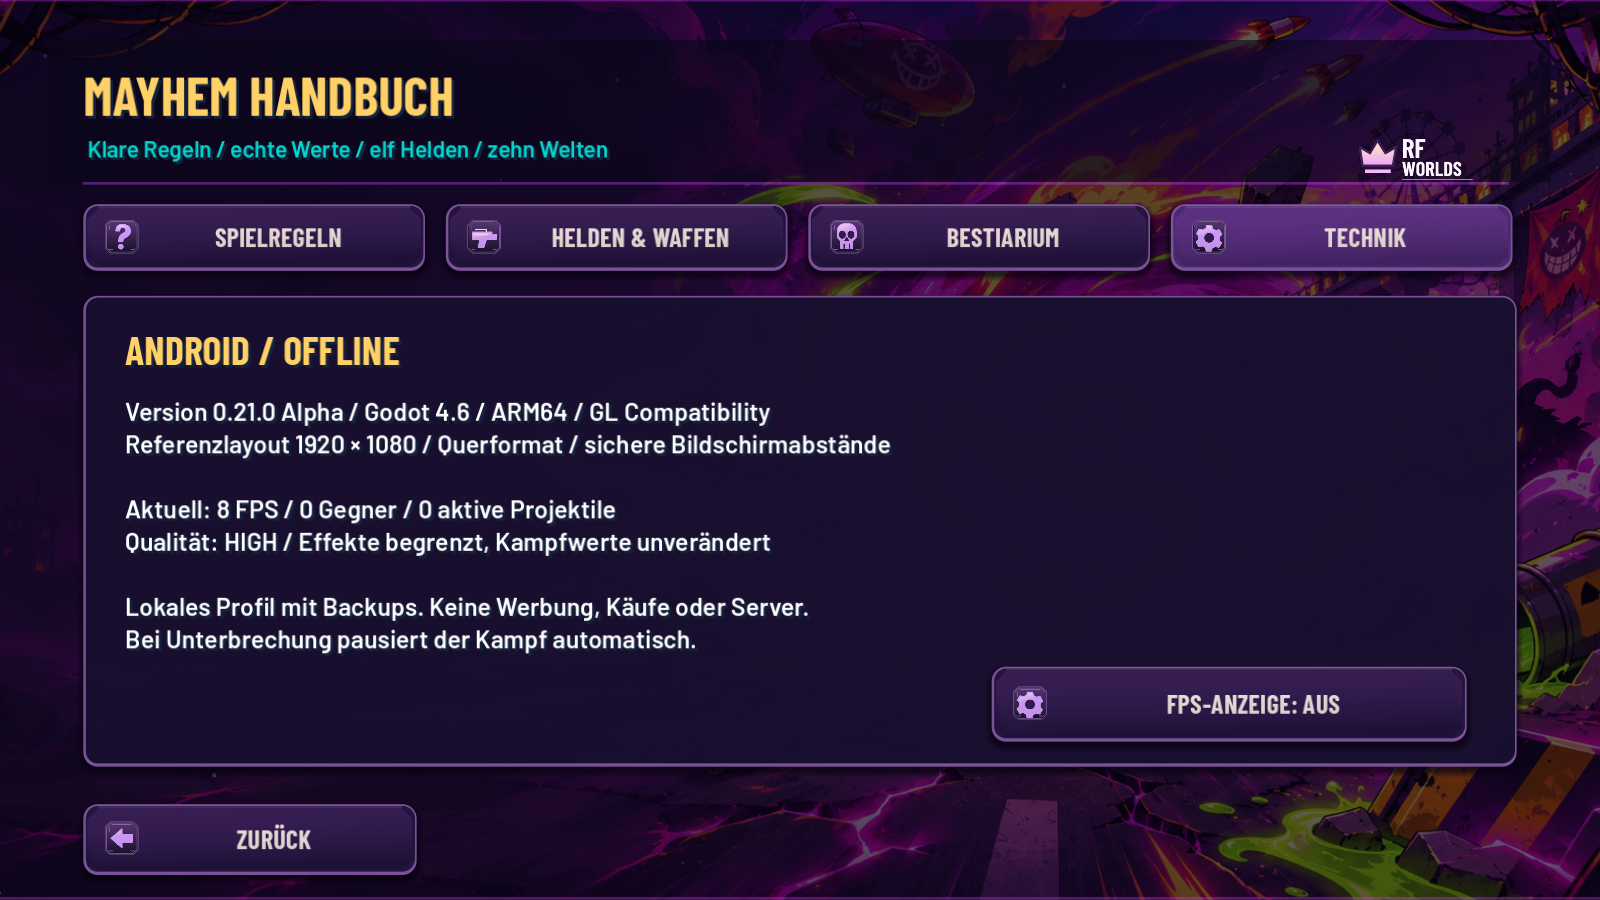 MAYHEM HANDBUCH
Klare Regeln / echte Werte / elf Helden / zehn Welten
RF
WORLDS
SPIELREGELN
HELDEN & WAFFEN
BESTIARIUM
TECHNIK
ANDROID / OFFLINE
Version 0.21.0 Alpha / Godot 4.6 / ARM64 / GL Compatibility
Referenzlayout 1920 × 1080 / Querformat / sichere Bildschirmabstände
Aktuell: 8 FPS / 0 Gegner / 0 aktive Projektile
Qualität: HIGH / Effekte begrenzt, Kampfwerte unverändert
Lokales Profil mit Backups. Keine Werbung, Käufe oder Server.
Bei Unterbrechung pausiert der Kampf automatisch.
FPS-ANZEIGE: AUS
ZURÜCK